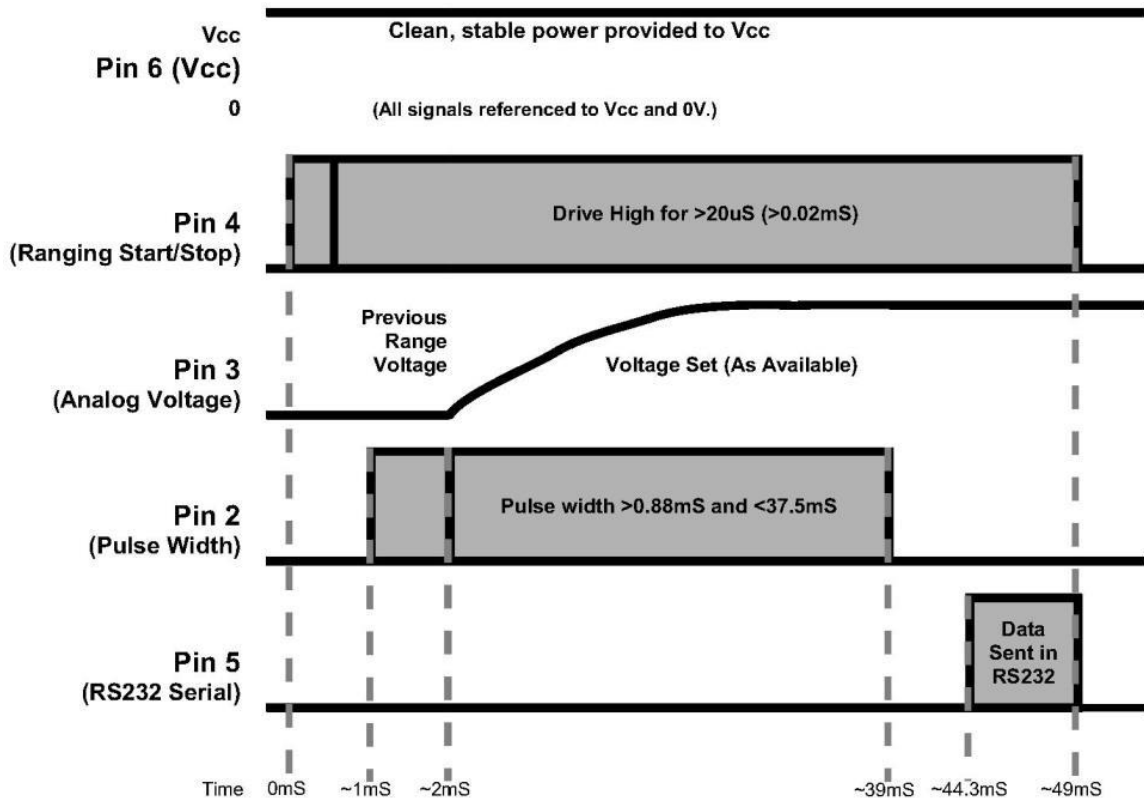 Vcc
Clean, stable power provided to Vcc
Pin 6 (Vcc)
0
(All signals referenced to Vcc and 0V.)
Pin 4
(Ranging Start/Stop)
Drive High for >20uS (>0.02mS)
Previous
Range
Voltage
Pin 3
(Analog Voltage)
Voltage Set (As Available)
Pin 2
(Pulse Width)
Pulse width >0.88mS and <37.5mS
Pin 5
(RS232 Serial)
Data
Sent in
RS232
Time 0mS ~1mS ~2mS ~39mS ~44.3mS ~49mS